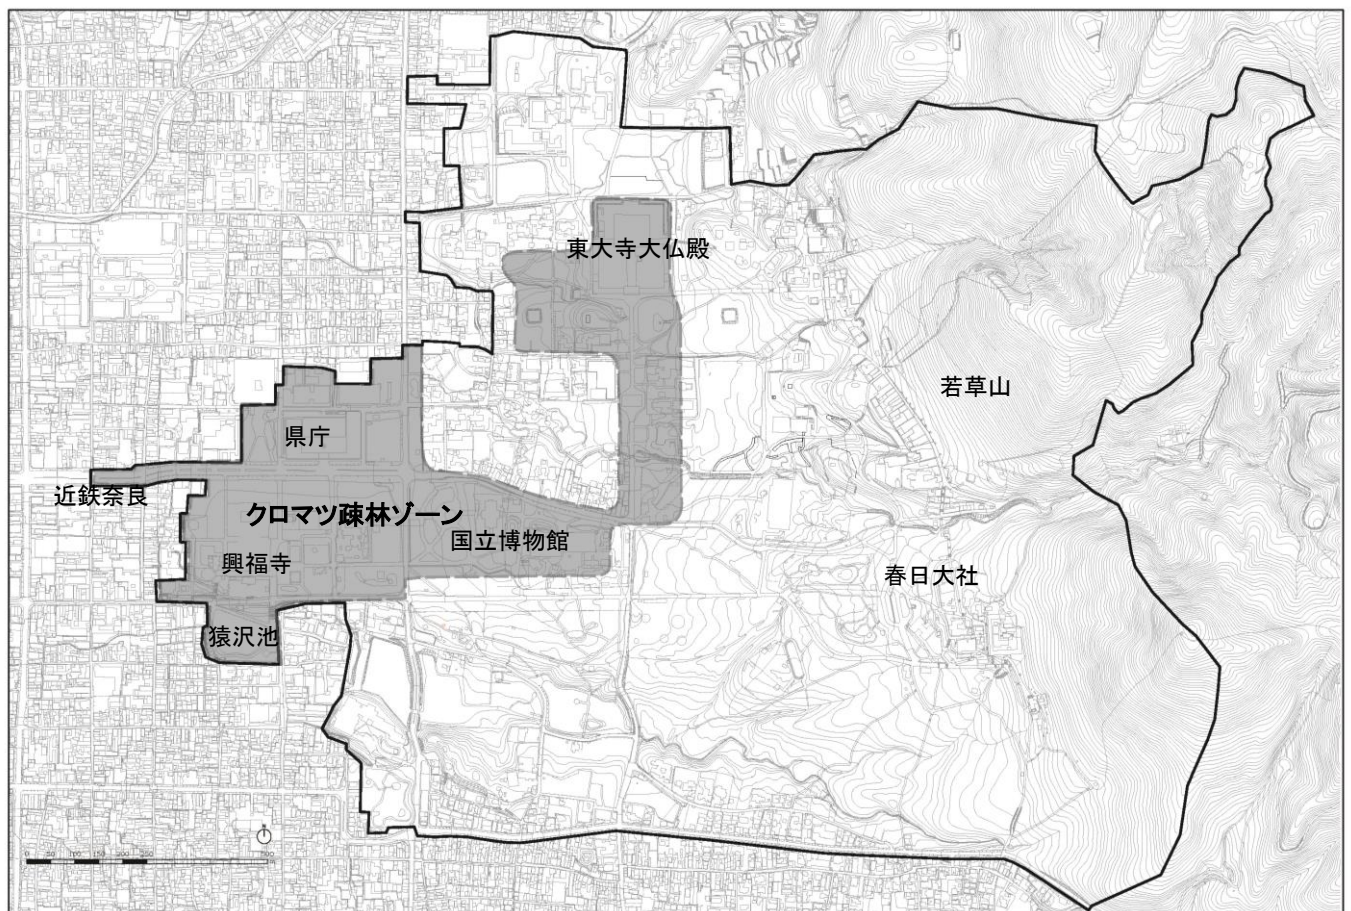 東大寺大仏殿
若草山
県庁
近鉄奈良
クロマツ疎林ゾーン
国立博物館
興福寺
春日大社
猿沢池